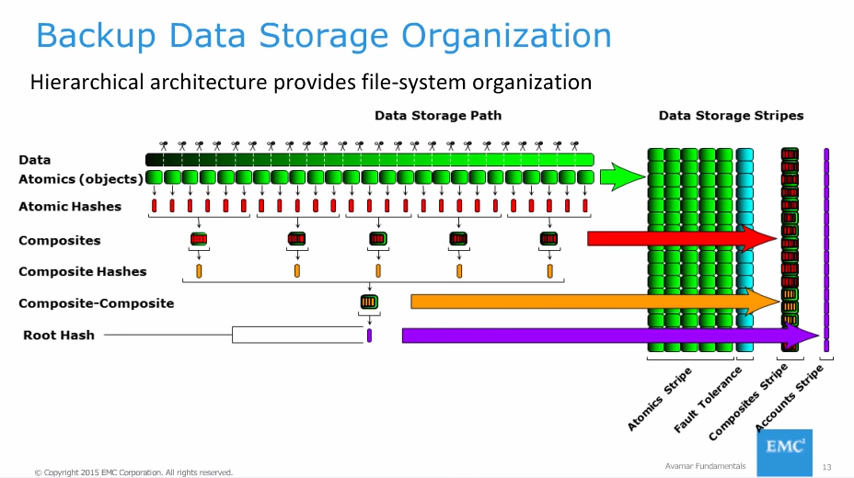 Backup Data Storage Organization
Hierarchical architecture provides file-system organization
Data Storage Path
Data Storage Stripes
Data
Atomics (objects)
Atomic Hashes
Composites
Composite Hashes
Composite-Composite
Root Hash
Atomics Stripe
Fault Tolerance
Composites Stripe
Accounts Stripe
EMC²
© Copyright 2015 EMC Corporation. All rights reserved.
Avamar Fundamentals
13